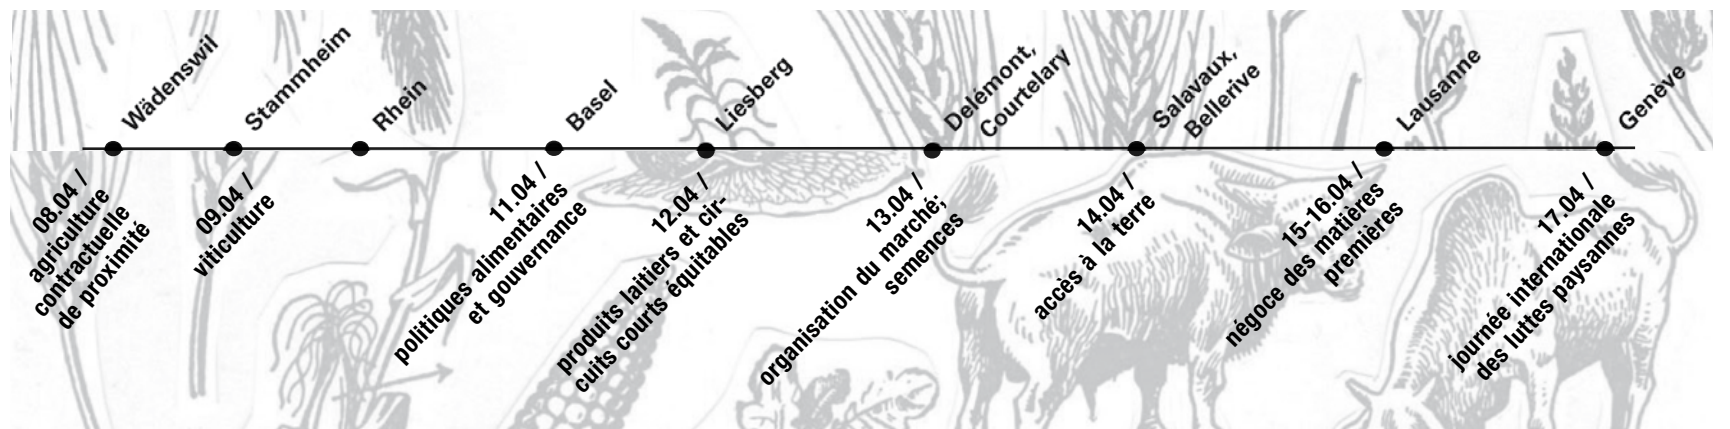 Wädenswil
Stammheim
Rhein
Basel
Liesberg
Delémont,
Courtelary
Salavaux,
Bellerive
Lausanne
Genève
08.04 /
agriculture
contractuelle
de proximité
09.04 /
viticulture
11.04 /
politiques alimentaires
et gouvernance
12.04 /
produits laitiers et cir-
cuits courts équitables
13.04 /
organisation du marché;
semences
14.04 /
accès à la terre
15-16.04 /
négoce des matières
premières
17.04 /
journée internationale
des luttes paysannes